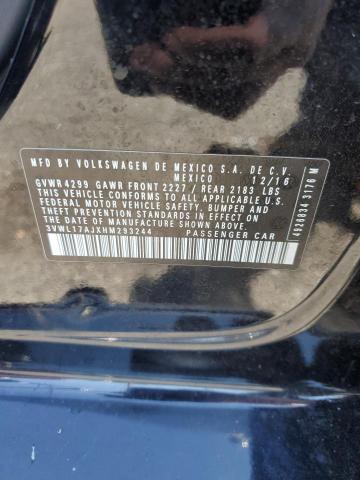 MFD BY VOLKSWAGEN DE MEXICO S.A. DE C.V.
MEXICO 12/16
GVWR 4299 GAWR FRONT 2227 / REAR 2183 LBS
THIS VEHICLE CONFORMS TO ALL APPLICABLE U.S.
FEDERAL MOTOR VEHICLE SAFETY, BUMPER AND
THEFT PREVENTION STANDARDS IN EFFECT ON THE
DATE OF MANUFACTURE SHOWN ABOVE.
3VWL17AJXHM293244 PASSENGER CAR
4926834 3176 M